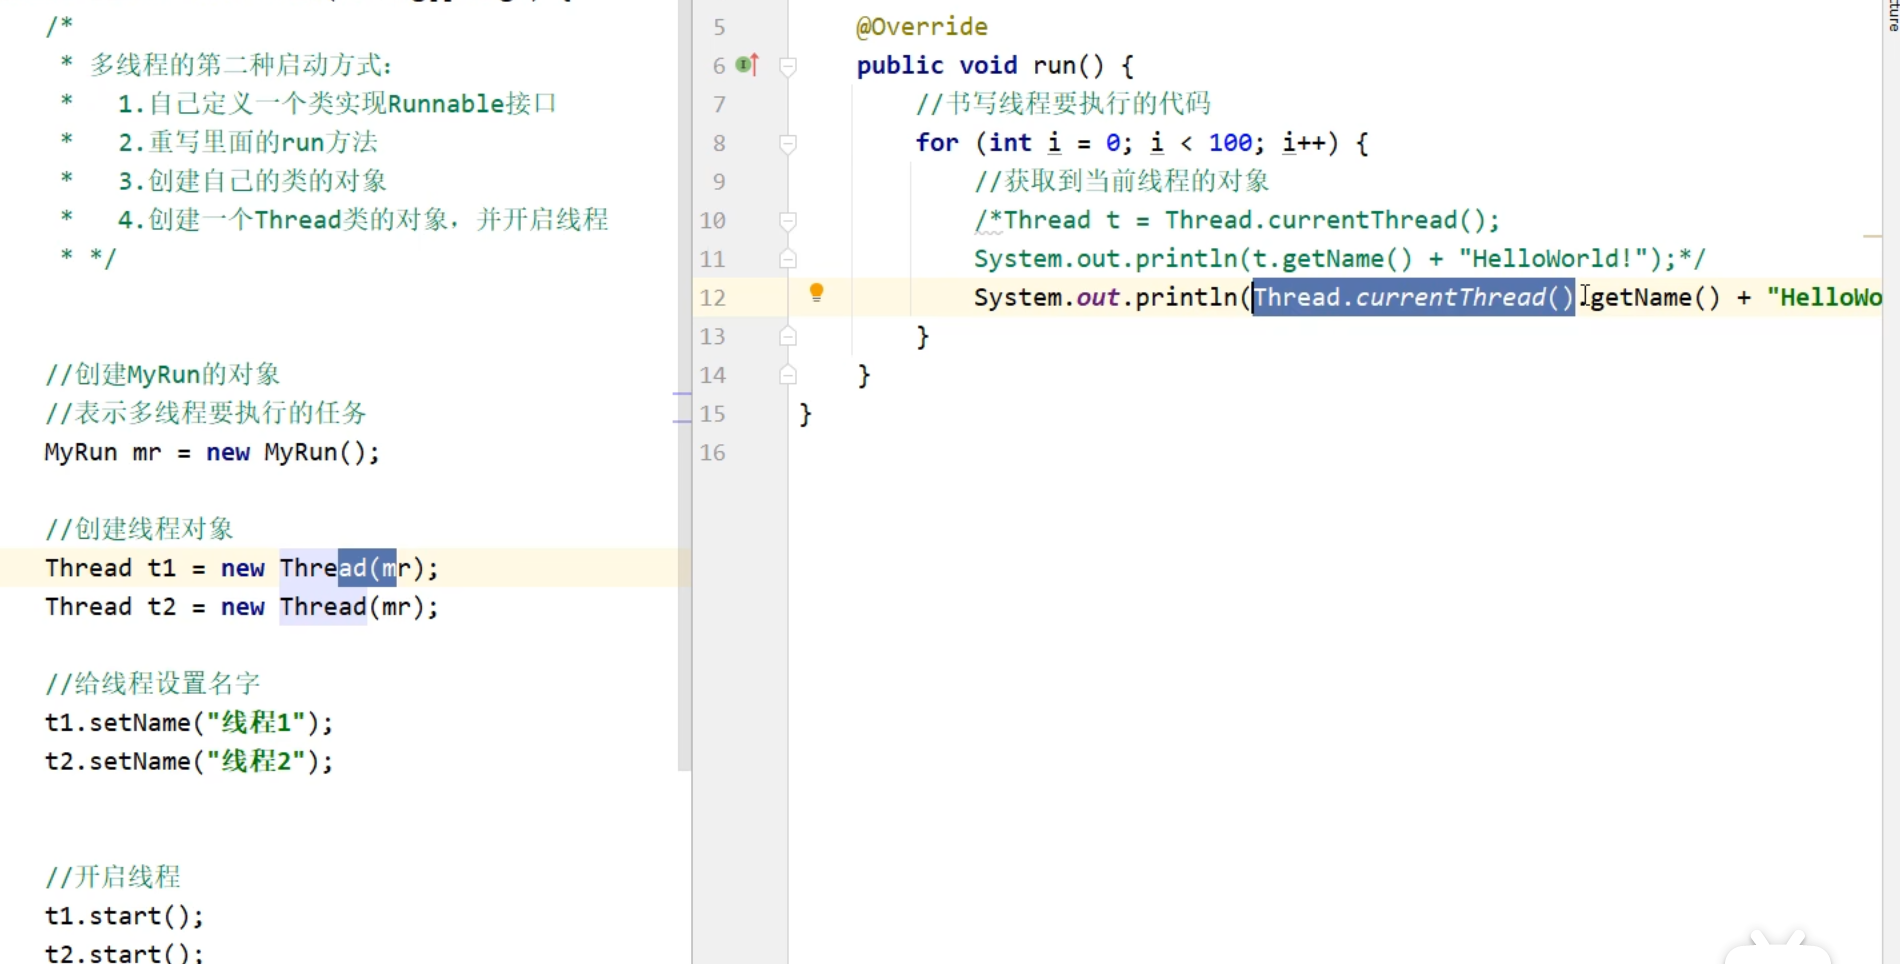 /*
* 多线程的第二种启动方式:
* 1.自己定义一个类实现Runnable接口
* 2.重写里面的run方法
* 3.创建自己的类的对象
* 4.创建一个Thread类的对象，并开启线程
* */
//创建MyRun的对象
//表示多线程要执行的任务
MyRun mr = new MyRun();
//创建线程对象
Thread t1 = new Thread(mr);
Thread t2 = new Thread(mr);
//给线程设置名字
t1.setName("线程1");
t2.setName("线程2");
//开启线程
t1.start();
t2.start();
5 @Override
6 public void run() {
7 //书写线程要执行的代码
8 for (int i = 0; i < 100; i++) {
9 //获取到当前线程的对象
10 /*Thread t = Thread.currentThread();
11 System.out.println(t.getName() + "HelloWorld!");*/
12 System.out.println(Thread.currentThread().getName() + "HelloWo
13 }
14 }
15 }
16